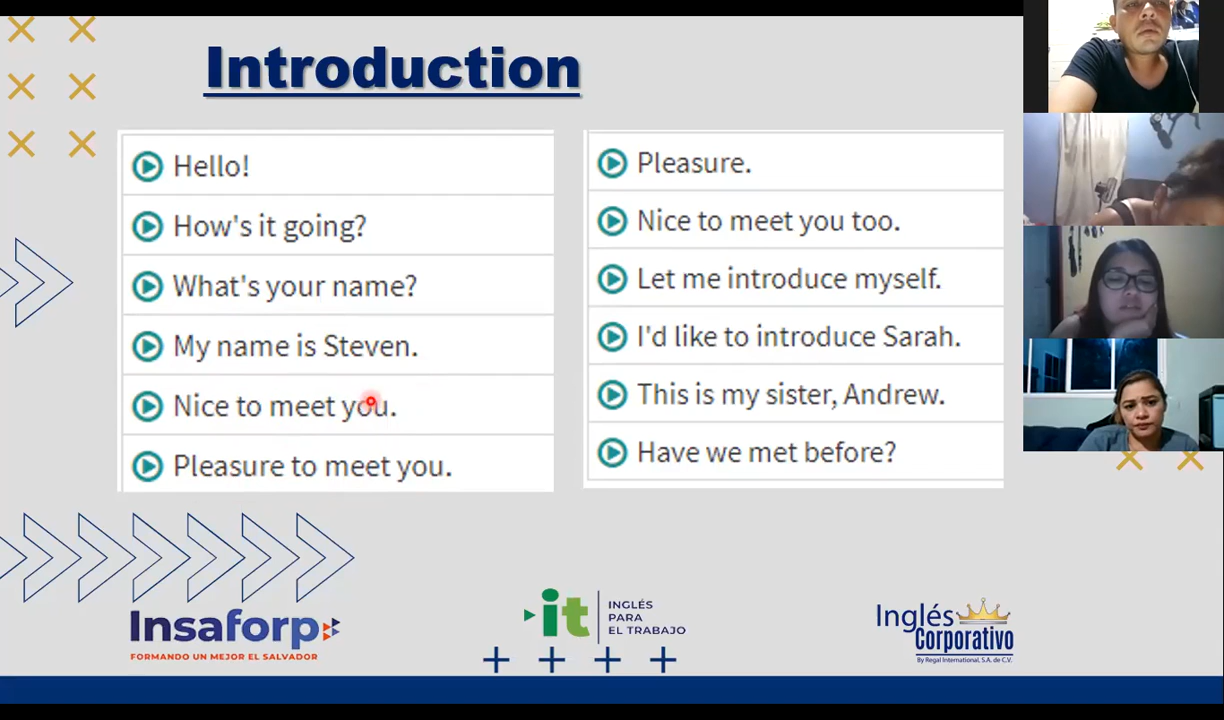 Introduction
Hello!
How's it going?
What's your name?
My name is Steven.
Nice to meet you.
Pleasure to meet you.
Pleasure.
Nice to meet you too.
Let me introduce myself.
I'd like to introduce Sarah.
This is my sister, Andrew.
Have we met before?
Insaforp
FORMANDO UN MEJOR EL SALVADOR
it
INGLÉS
PARA
EL TRABAJO
Inglés
Corporativo
By Regal International, S.A. de C.V.